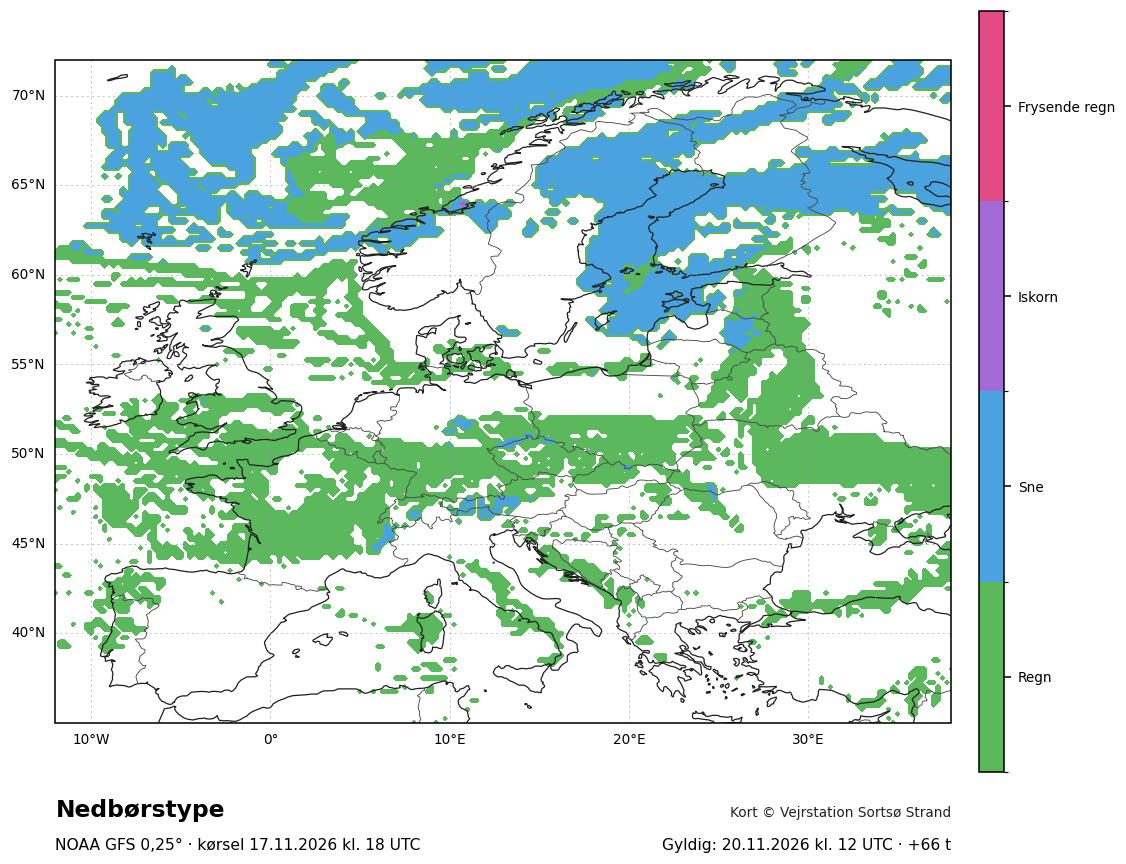 70°N
65°N
60°N
55°N
50°N
45°N
40°N
10°W
0°
10°E
20°E
30°E
Frysende regn
Iskorn
Sne
Regn
Nedbørstype
Kort © Vejrstation Sortsø Strand
NOAA GFS 0,25° · kørsel 17.11.2026 kl. 18 UTC
Gyldig: 20.11.2026 kl. 12 UTC · +66 t